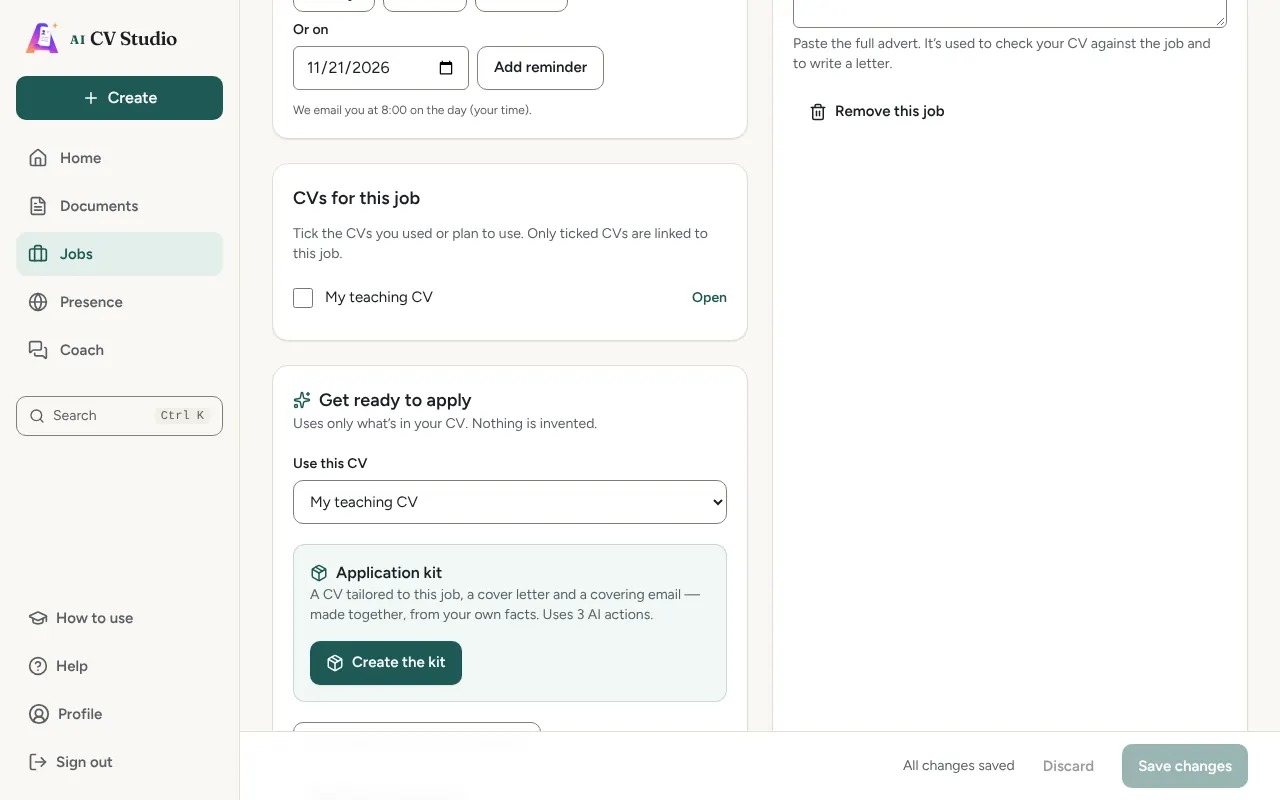 AI CV Studio
Create
Home
Documents
Jobs
Presence
Coach
Search Ctrl K
How to use
Help
Profile
Sign out
Or on
11/21/2026
Add reminder
We email you at 8:00 on the day (your time).
CVs for this job
Tick the CVs you used or plan to use. Only ticked CVs are linked to
this job.
My teaching CV Open
Get ready to apply
Uses only what’s in your CV. Nothing is invented.
Use this CV
My teaching CV
Application kit
A CV tailored to this job, a cover letter and a covering email —
made together, from your own facts. Uses 3 AI actions.
Create the kit
Paste the full advert. It’s used to check your CV against the job and
to write a letter.
Remove this job
All changes saved
Discard
Save changes